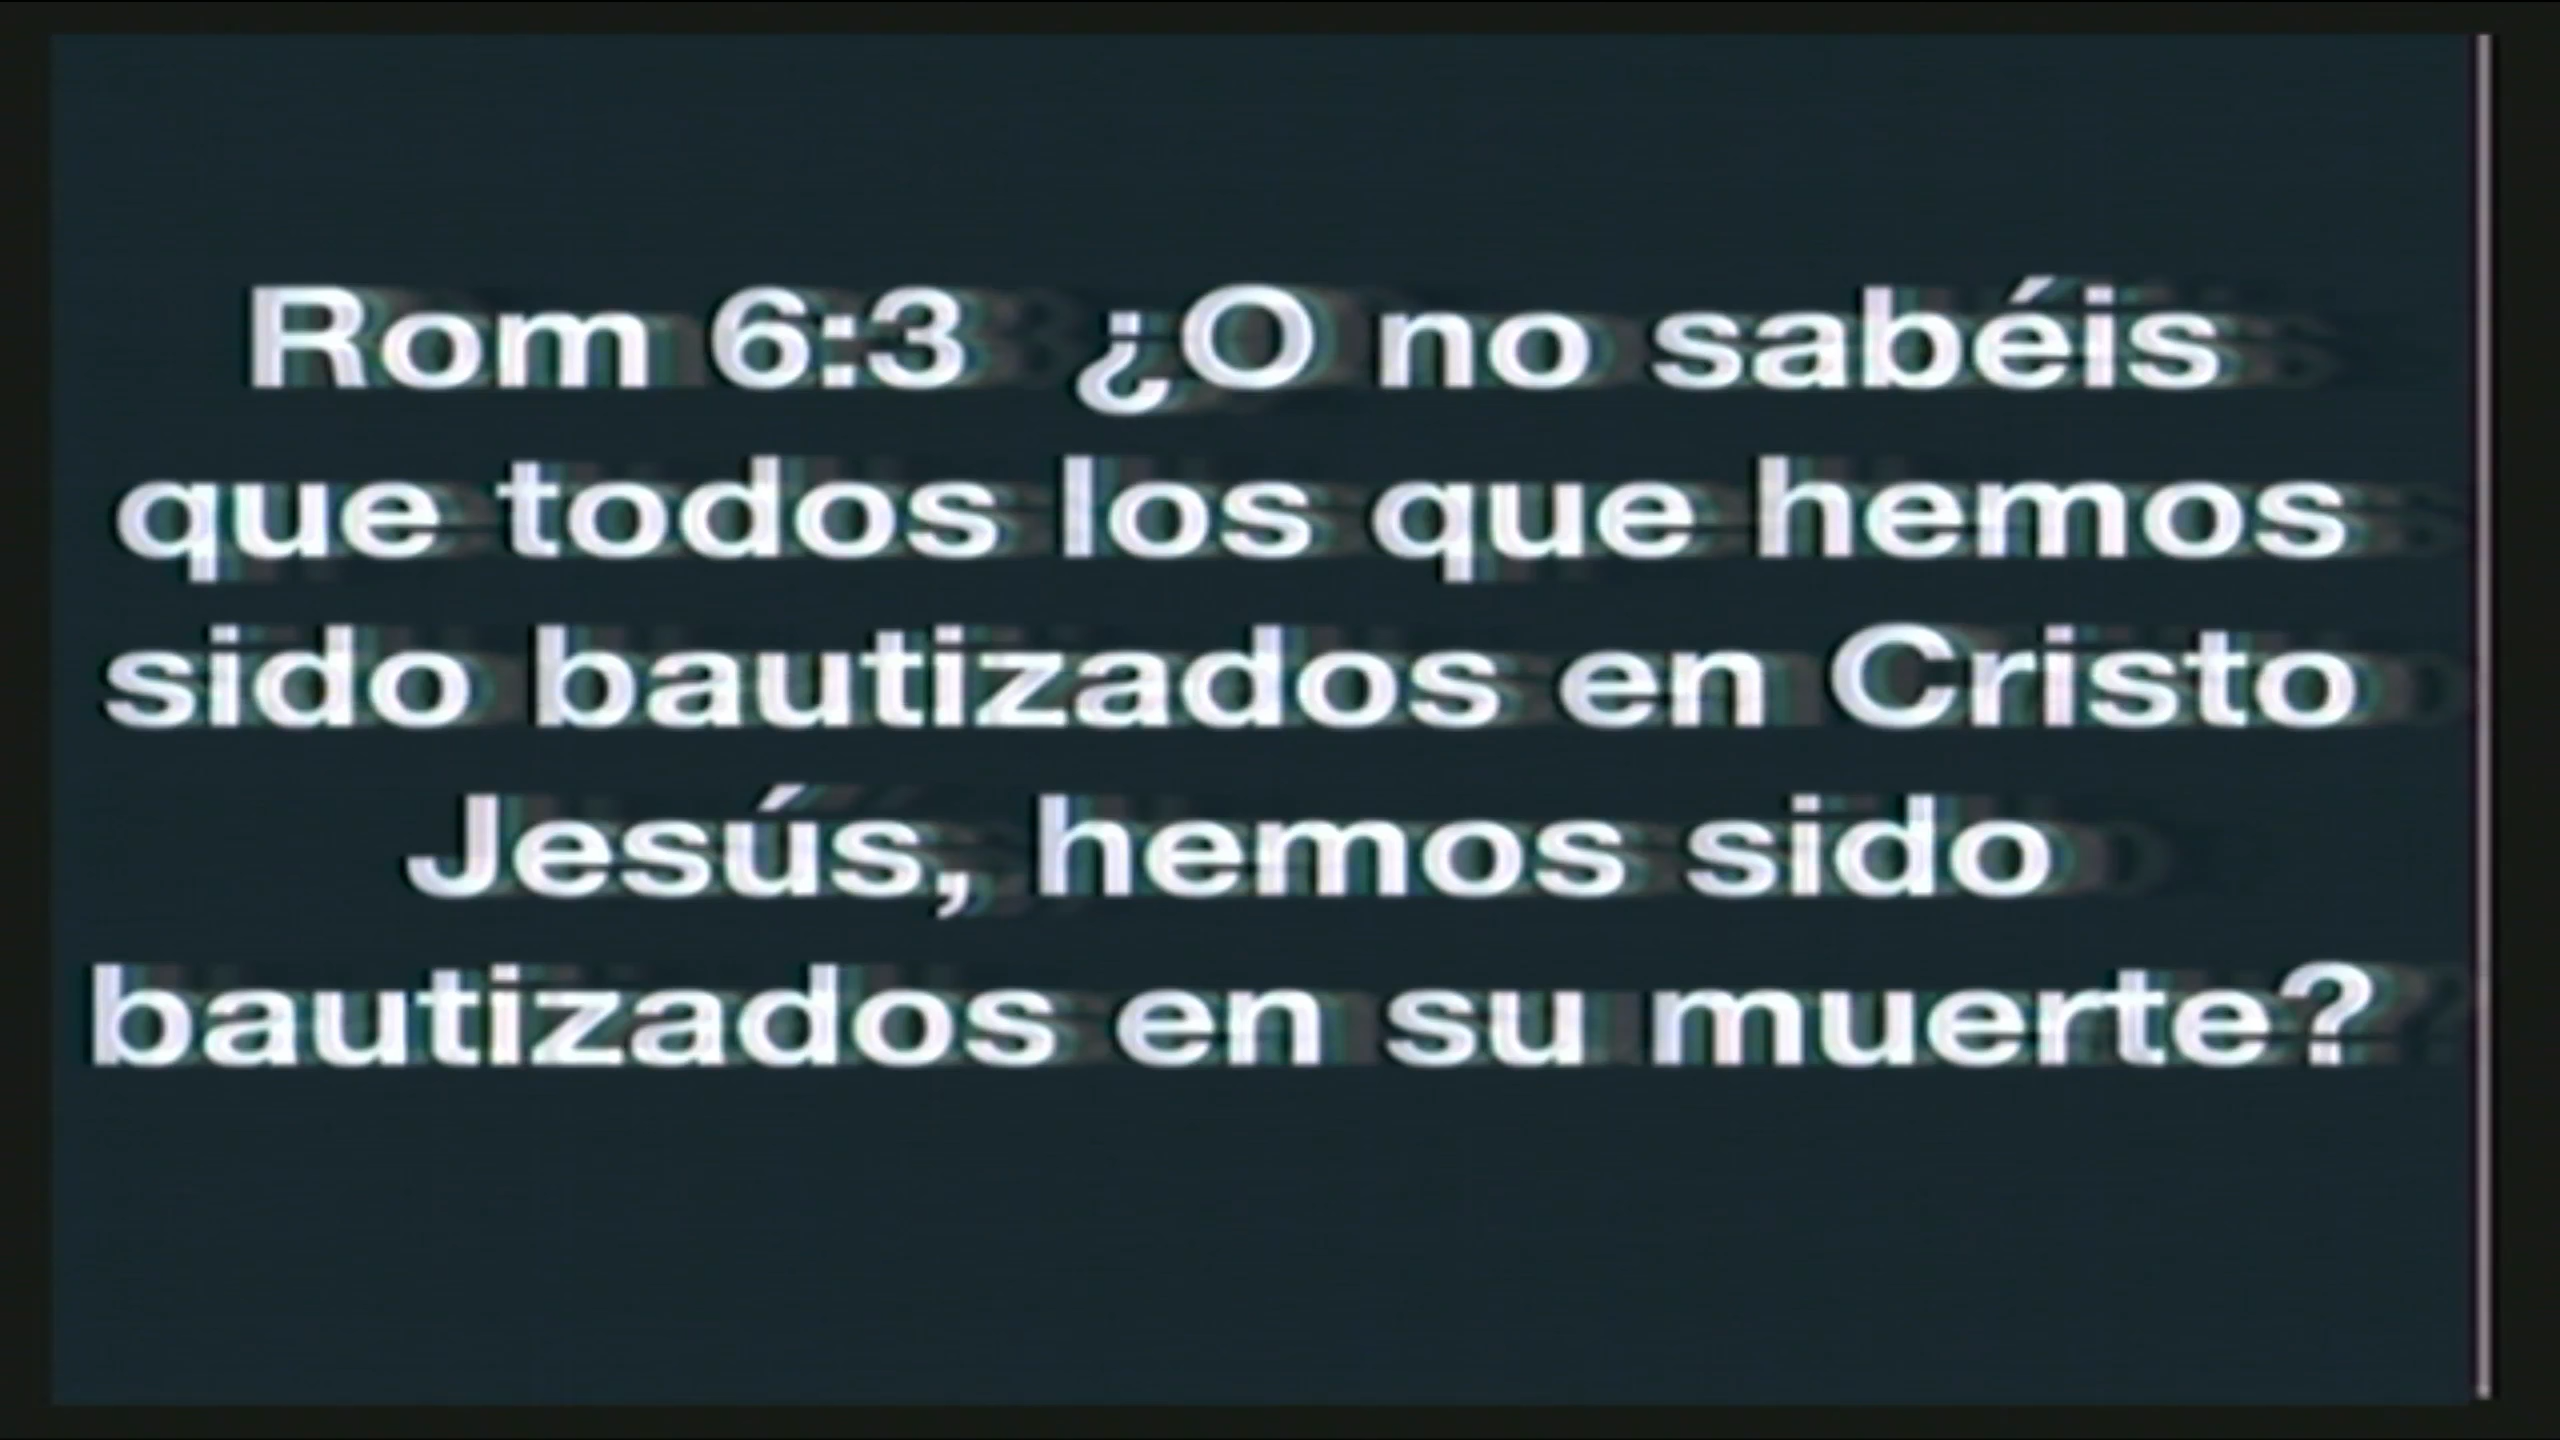 Rom 6:3  ¿O no sabéis
que todos los que hemos
sido bautizados en Cristo
Jesús, hemos sido
bautizados en su muerte?